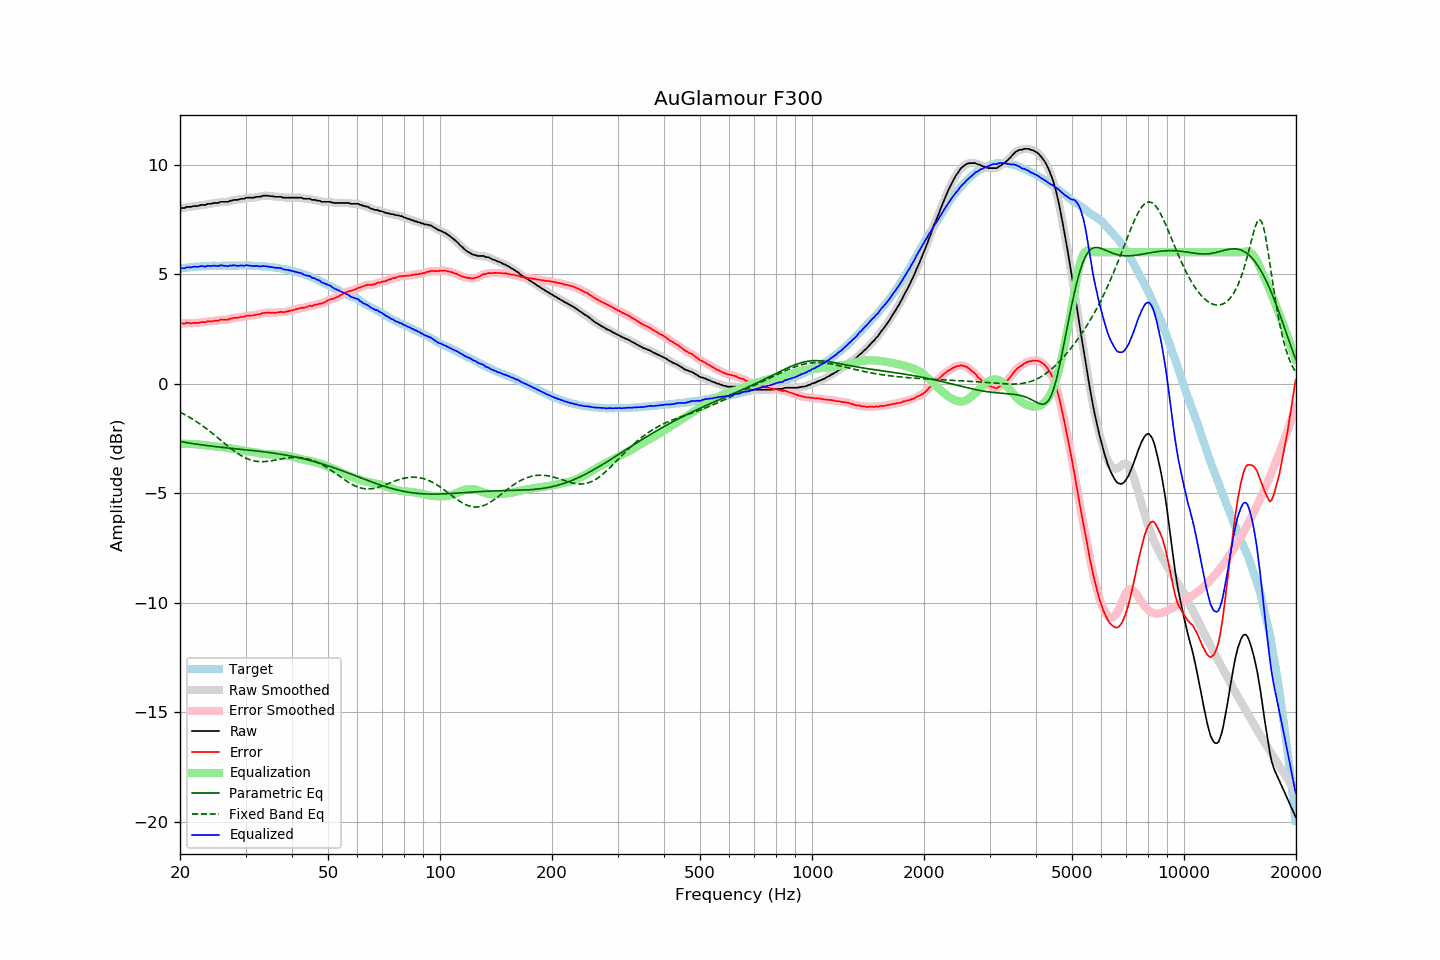 AuGlamour F300
Amplitude (dBr)
10
5
0
−5
−10
−15
−20
Target
Raw Smoothed
Error Smoothed
Raw
Error
Equalization
Parametric Eq
Fixed Band Eq
Equalized
20 50 100 200 500 1000 2000 5000 10000 20000
Frequency (Hz)